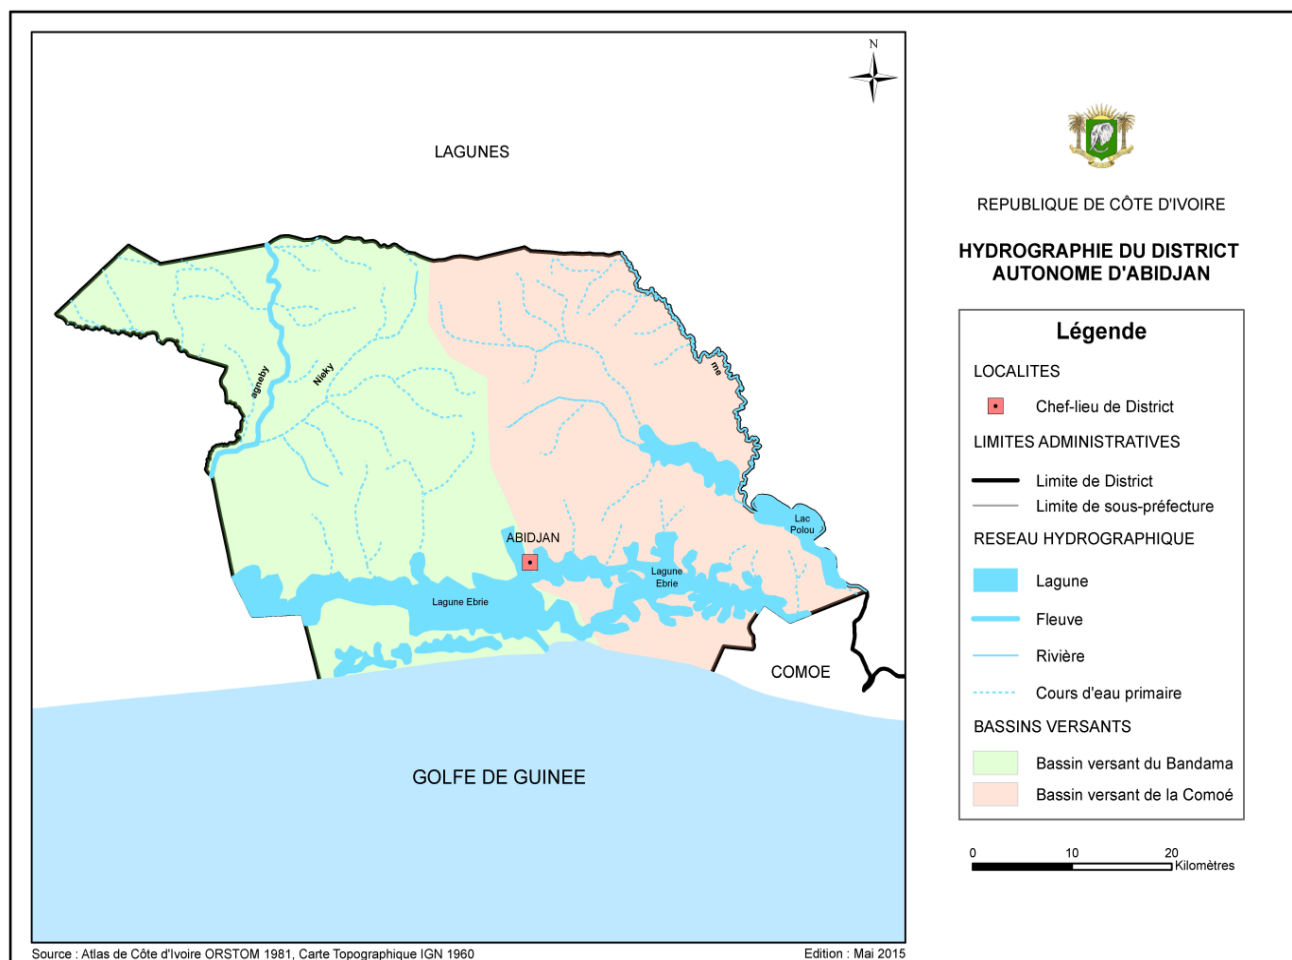 N
LAGUNES
REPUBLIQUE DE CÔTE D'IVOIRE
HYDROGRAPHIE DU DISTRICT
AUTONOME D'ABIDJAN
agneby
Nieky
me
Lac
Polou
ABIDJAN
Lagune
Ebrie
Lagune Ebrie
COMOE
GOLFE DE GUINEE
Légende
LOCALITES
Chef-lieu de District
LIMITES ADMINISTRATIVES
Limite de District
Limite de sous-préfecture
RESEAU HYDROGRAPHIQUE
Lagune
Fleuve
Rivière
Cours d'eau primaire
BASSINS VERSANTS
Bassin versant du Bandama
Bassin versant de la Comoé
0 10 20
Kilomètres
Source : Atlas de Côte d'Ivoire ORSTOM 1981, Carte Topographique IGN 1960
Edition : Mai 2015